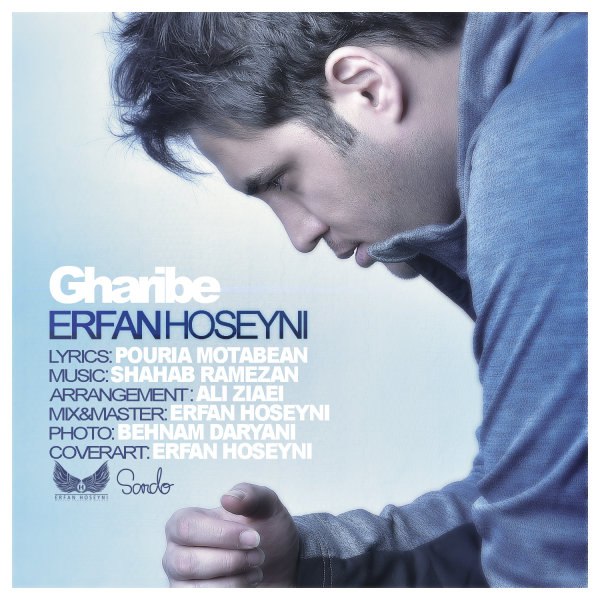 Gharibe
ERFAN HOSEYNI
LYRICS: POURIA MOTABEAN
MUSIC: SHAHAB RAMEZAN
ARRANGEMENT: ALI ZIAEI
MIX&MASTER: ERFAN HOSEYNI
PHOTO: BEHNAM DARYANI
COVERART: ERFAN HOSEYNI
ERFAN HOSEYNI